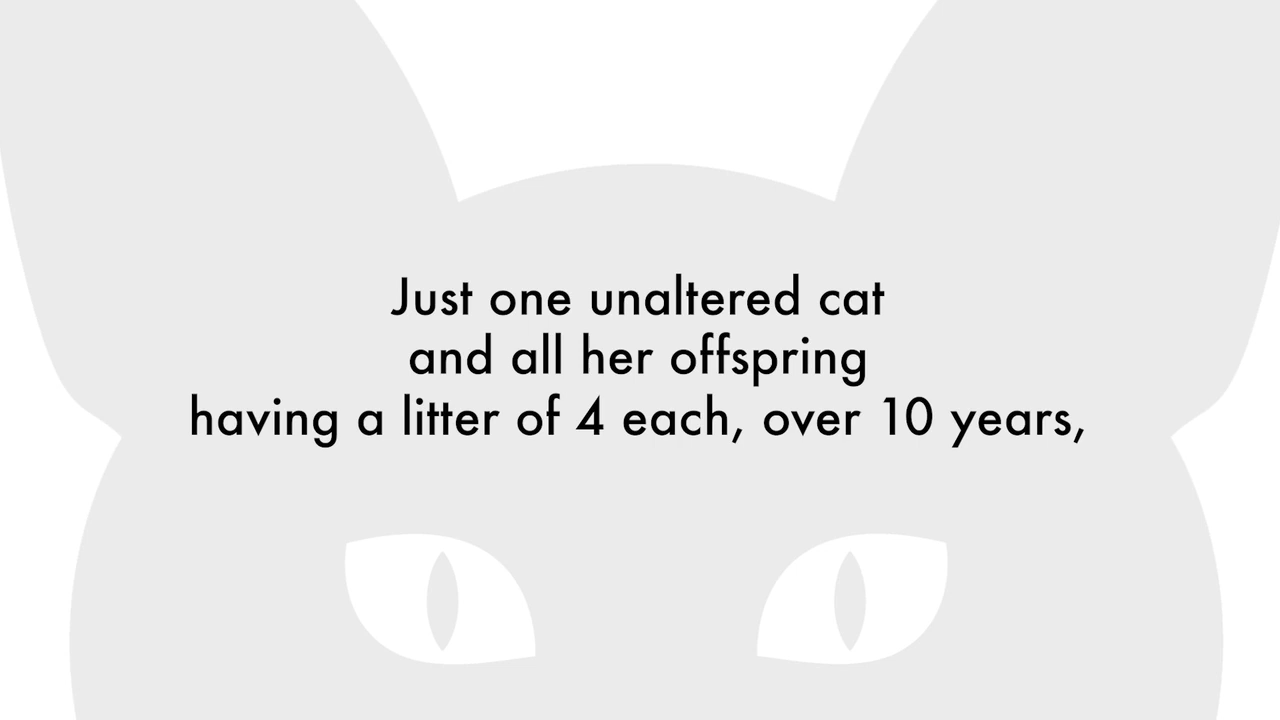 Just one unaltered cat
and all her offspring
having a litter of 4 each, over 10 years,